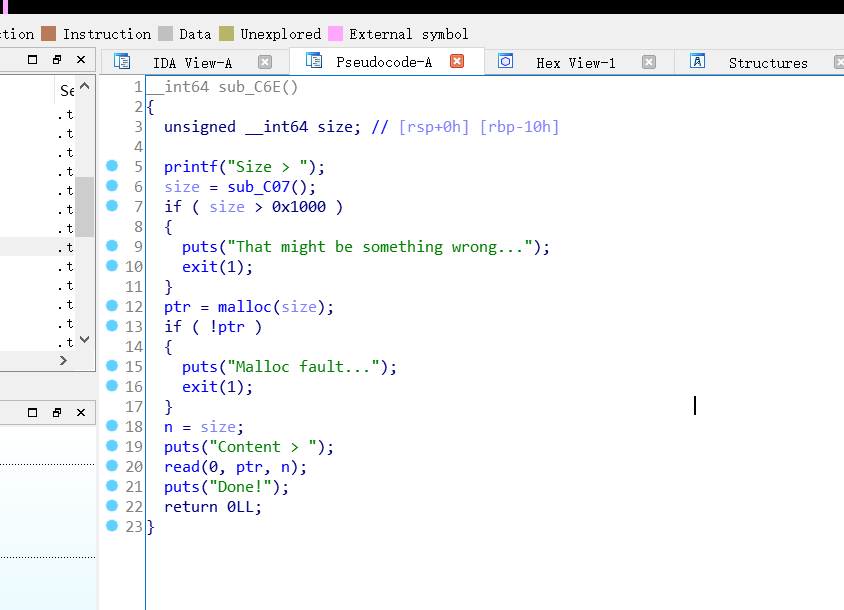 ction Instruction Data Unexplored External symbol
IDA View-A Pseudocode-A Hex View-1 Structures
Se
.t
.t
.t
.t
.t
.t
.t
.t
.t
.t
.t
.t
.t
1 __int64 sub_C6E()
2 {
3 unsigned __int64 size; // [rsp+0h] [rbp-10h]
4
5 printf("Size > ");
6 size = sub_C07();
7 if ( size > 0x1000 )
8 {
9 puts("That might be something wrong...");
10 exit(1);
11 }
12 ptr = malloc(size);
13 if ( !ptr )
14 {
15 puts("Malloc fault...");
16 exit(1);
17 }
18 n = size;
19 puts("Content > ");
20 read(0, ptr, n);
21 puts("Done!");
22 return 0LL;
23 }